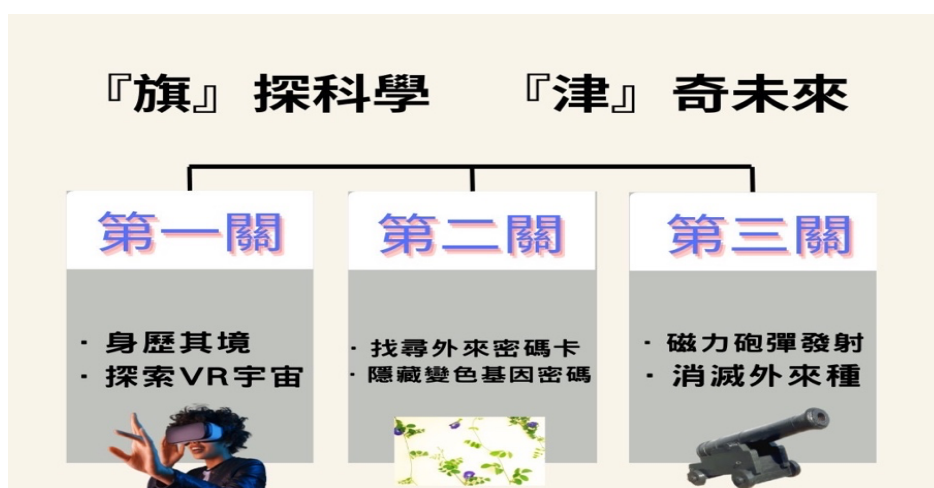 『旗』探科學 『津』奇未來
第一關
· 身歷其境
· 探索VR宇宙
第二關
· 找尋外來密碼卡
· 隱藏變色基因密碼
第三關
· 磁力砲彈發射
· 消滅外來種